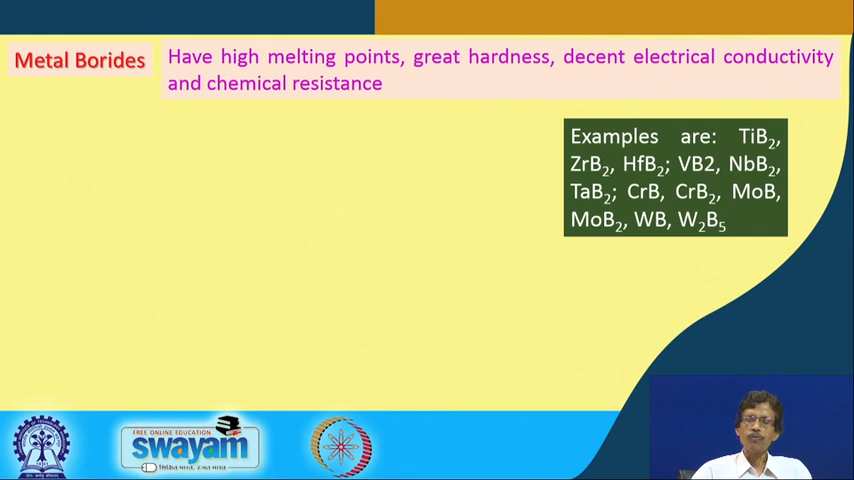 Metal Borides
Have high melting points, great hardness, decent electrical conductivity
and chemical resistance
Examples are: TiB₂,
ZrB₂, HfB₂; VB2, NbB₂,
TaB₂; CrB, CrB₂, MoB,
MoB₂, WB, W₂B₅
FREE ONLINE EDUCATION
swayam